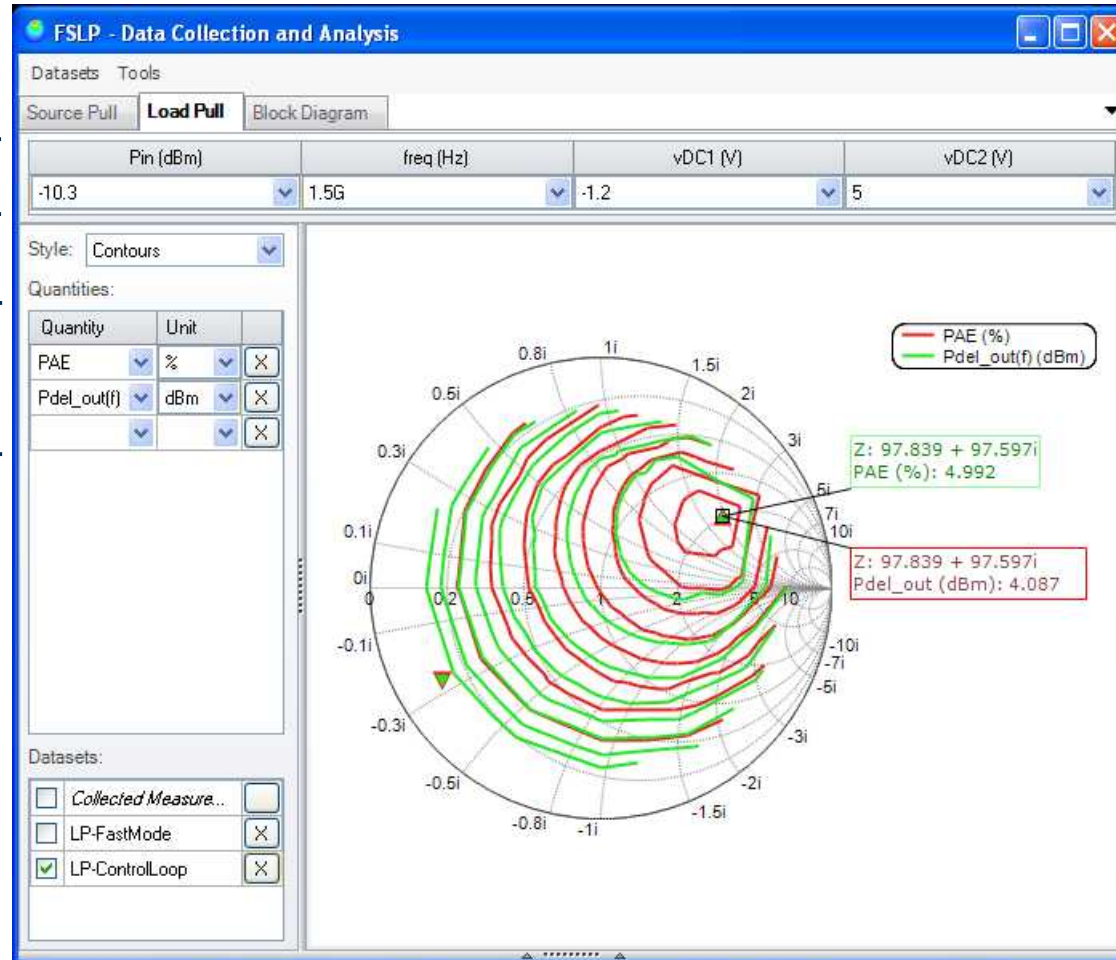 FSLP - Data Collection and Analysis
Datasets Tools
Source Pull Load Pull Block Diagram
Pin (dBm) freq (Hz) vDC1 (V) vDC2 (V)
-10.3 1.5G -1.2 5
Style: Contours
Quantities:
Quantity Unit
PAE % X
Pdel_out(f) dBm X
X
Datasets:
Collected Measure...
LP-FastMode X
LP-ControlLoop X
PAE (%)
Pdel_out(f) (dBm)
0.8i 1i 1.5i
0.5i 2i
0.3i 3i
Z: 97.839 + 97.597i
PAE (%): 4.992
5i
7i
0.1i 10i
Z: 97.839 + 97.597i
Pdel_out (dBm): 4.087
0i
0 0.2 0.5 1 2 5 10
-0.1i -10i
-7i
-5i
-0.3i -3i
-0.5i -2i
-0.8i -1i -1.5i